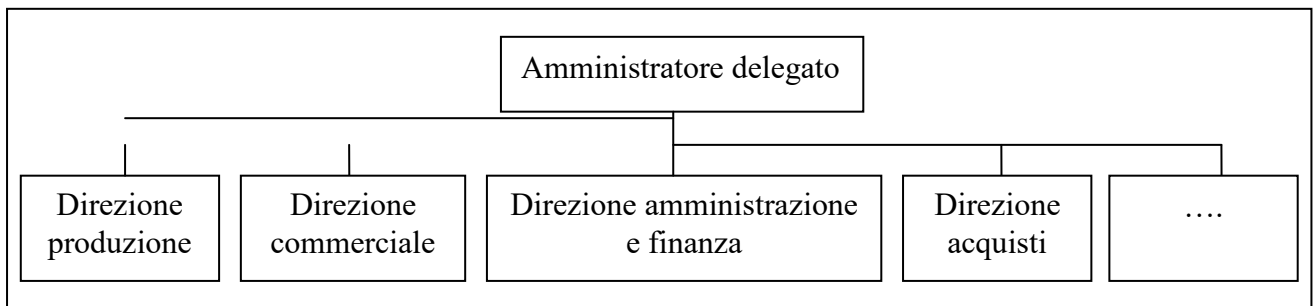 Amministratore delegato
Direzione
produzione
Direzione
commerciale
Direzione amministrazione
e finanza
Direzione
acquisti
….